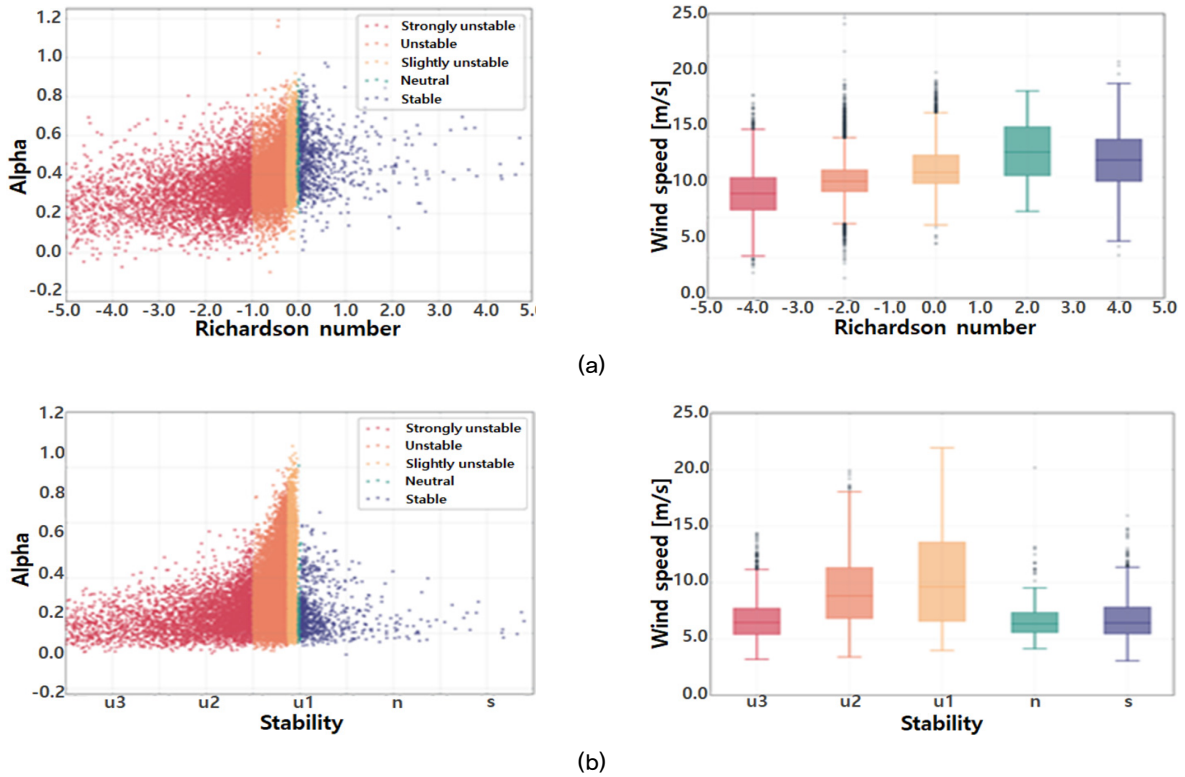 1.2
1.0
0.8
0.6
0.4
0.2
0.0
-0.2
Alpha
Strongly unstable
Unstable
Slightly unstable
Neutral
Stable
-5.0 -4.0 -3.0 -2.0 -1.0 0.0 1.0 2.0 3.0 4.0 5.0
Richardson number
25.0
20.0
15.0
10.0
5.0
0.0
Wind speed [m/s]
-5.0 -4.0 -3.0 -2.0 -1.0 0.0 1.0 2.0 3.0 4.0 5.0
Richardson number
(a)
1.2
1.0
0.8
0.6
0.4
0.2
0.0
-0.2
Alpha
Strongly unstable
Unstable
Slightly unstable
Neutral
Stable
u3 u2 u1 n s
Stability
25.0
20.0
15.0
10.0
5.0
0.0
Wind speed [m/s]
u3 u2 u1 n s
Stability
(b)